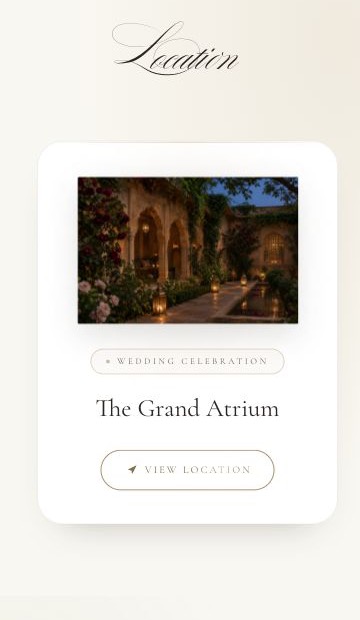 Location
WEDDING CELEBRATION
The Grand Atrium
VIEW LOCATION